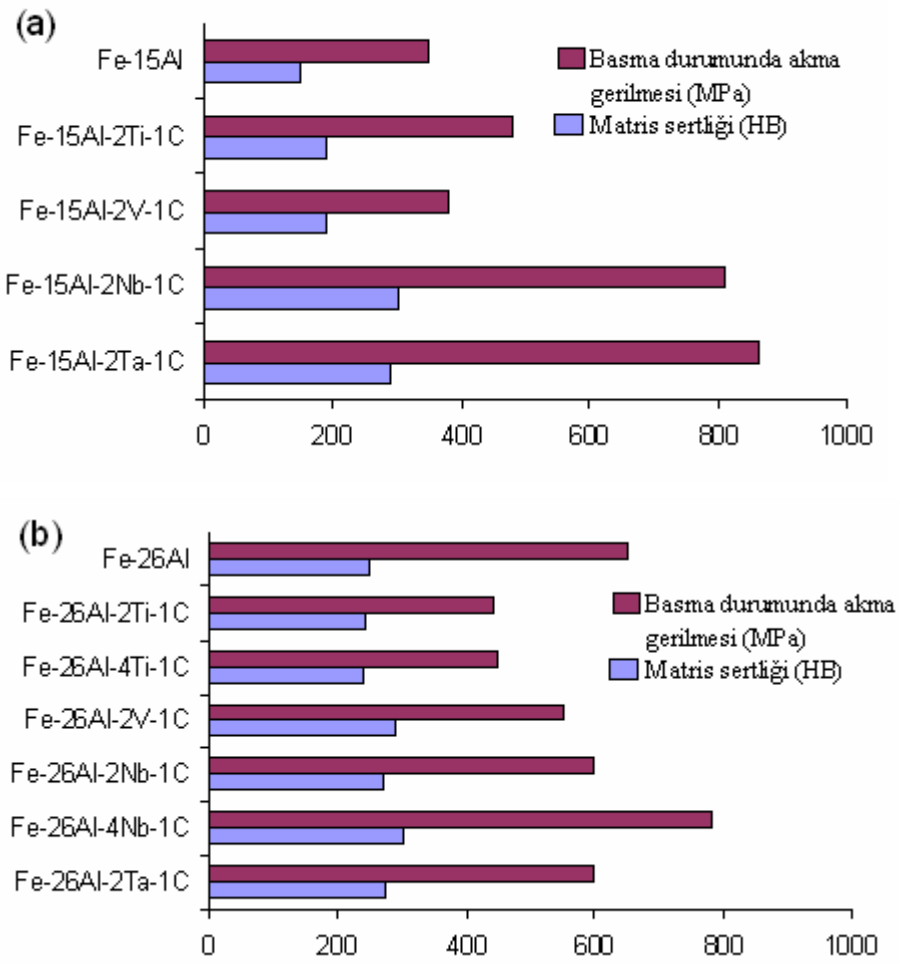 (a)
Fe-15Al
Fe-15Al-2Ti-1C
Fe-15Al-2V-1C
Fe-15Al-2Nb-1C
Fe-15Al-2Ta-1C
Basma durumunda akma
gerilmesi (MPa)
Matris sertliği (HB)
0 200 400 600 800 1000
(b)
Fe-26Al
Fe-26Al-2Ti-1C
Fe-26Al-4Ti-1C
Fe-26Al-2V-1C
Fe-26Al-2Nb-1C
Fe-26Al-4Nb-1C
Fe-26Al-2Ta-1C
Basma durumunda akma
gerilmesi (MPa)
Matris sertliği (HB)
0 200 400 600 800 1000